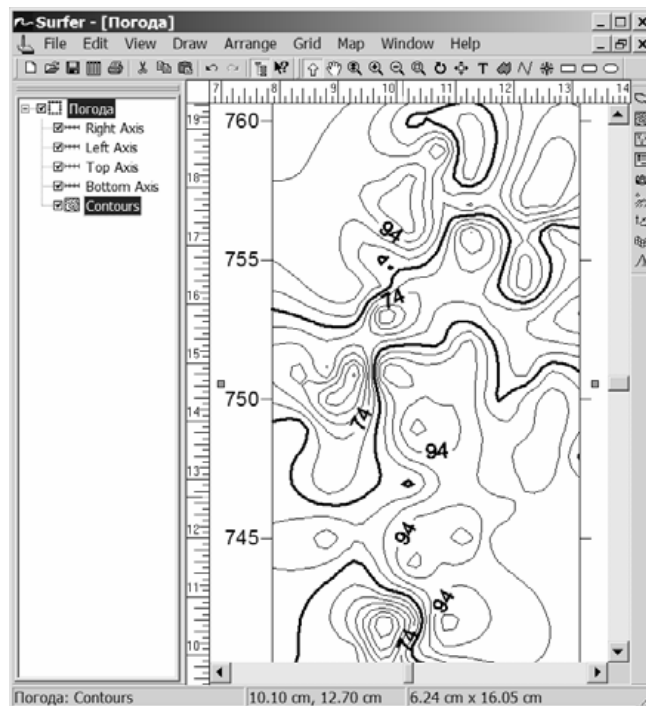 Surfer - [Погода]
File Edit View Draw Arrange Grid Map Window Help
7 8 9 10 11 12 13 14
Погода
Right Axis
Left Axis
Top Axis
Bottom Axis
Contours
19
18
17
16
15
14
13
12
11
10
760
755
750
745
94
74
74
94
94
94
74
Погода: Contours 10.10 cm, 12.70 cm 6.24 cm x 16.05 cm